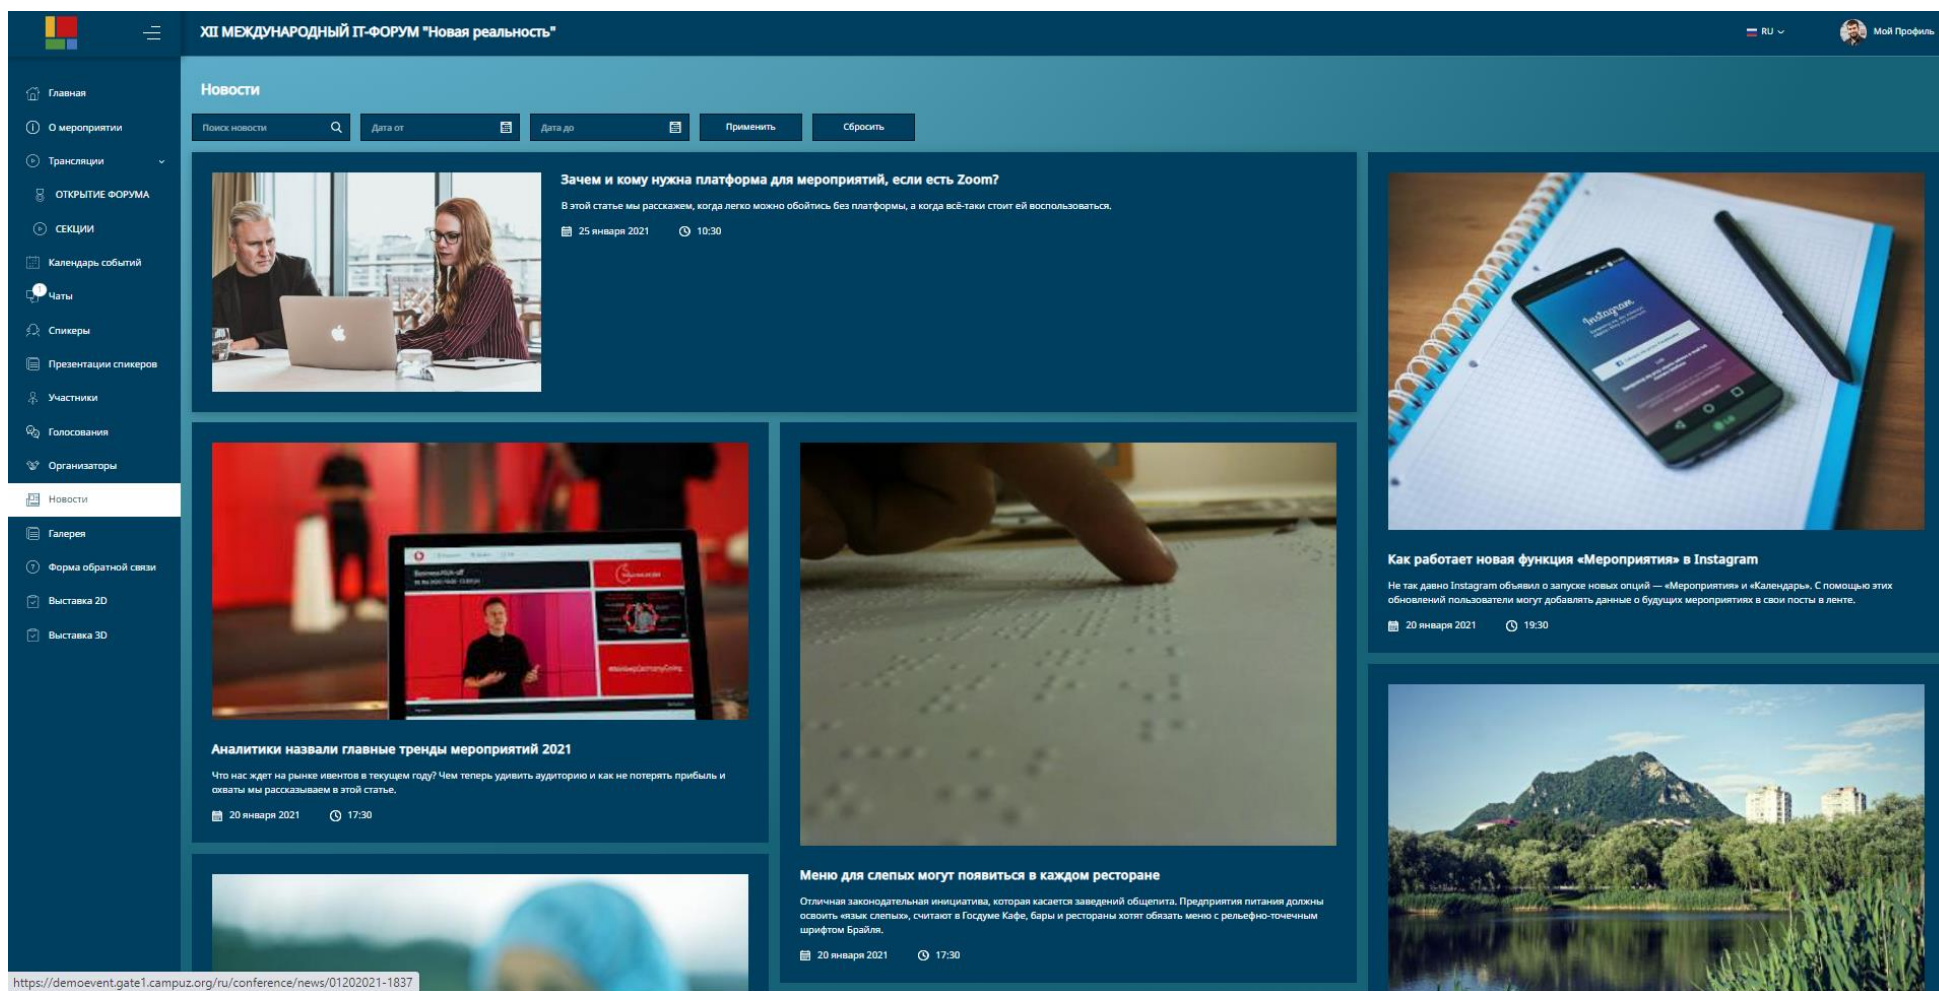 XII МЕЖДУНАРОДНЫЙ IT-ФОРУМ "Новая реальность"
RU
Мой Профиль
Главная
О мероприятии
Трансляции
ОТКРЫТИЕ ФОРУМА
СЕКЦИИ
Календарь событий
Чаты
Спикеры
Презентации спикеров
Участники
Голосования
Организаторы
Новости
Галерея
Форма обратной связи
Выставка 2D
Выставка 3D
Новости
Поиск новости
Дата от
Дата до
Применить
Сбросить
Зачем и кому нужна платформа для мероприятий, если есть Zoom?
В этой статье мы расскажем, когда легко можно обойтись без платформы, а когда всё-таки стоит ей воспользоваться.
25 января 2021 10:30
Instagram
Как работает новая функция «Мероприятия» в Instagram
Не так давно Instagram объявил о запуске новых опций — «Мероприятия» и «Календарь». С помощью этих
обновлений пользователи могут добавлять данные о будущих мероприятиях в свои посты в ленте.
20 января 2021 19:30
Аналитики назвали главные тренды мероприятий 2021
Что нас ждет на рынке ивентов в текущем году? Чем теперь удивить аудиторию и как не потерять прибыль и
охваты мы рассказываем в этой статье.
20 января 2021 17:30
Меню для слепых могут появиться в каждом ресторане
Отличная законодательная инициатива, которая касается заведений общепита. Предприятия питания должны
освоить «язык слепых», считают в Госдуме Кафе, бары и рестораны хотят обязать меню с рельефно-точечным
шрифтом Брайля.
20 января 2021 17:30
https://demoevent.gate1.campuz.org/ru/conference/news/01202021-1837